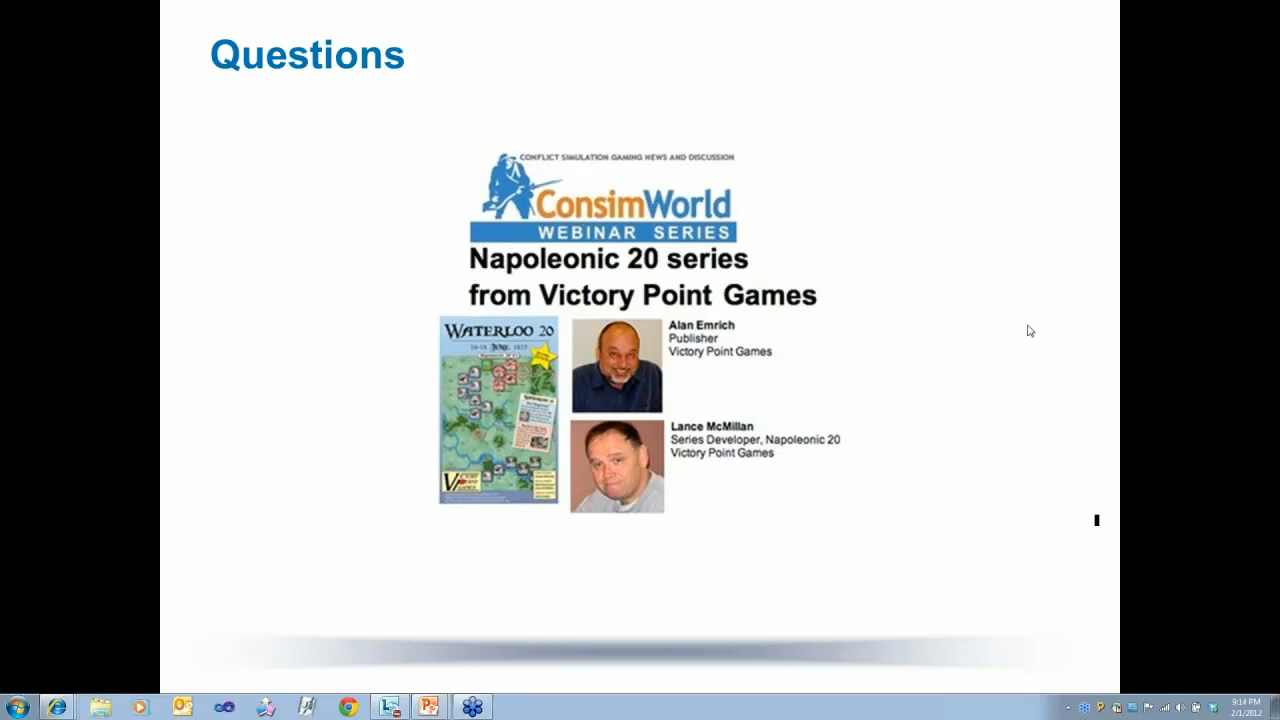 Questions
CONFLICT SIMULATION GAMING NEWS AND DISCUSSION
ConsimWorld
WEBINAR SERIES
Napoleonic 20 series
from Victory Point Games
WATERLOO 20
Alan Emrich
Publisher
Victory Point Games
Lance McMillan
Series Developer, Napoleonic 20
Victory Point Games
9:14 PM
2/1/2012